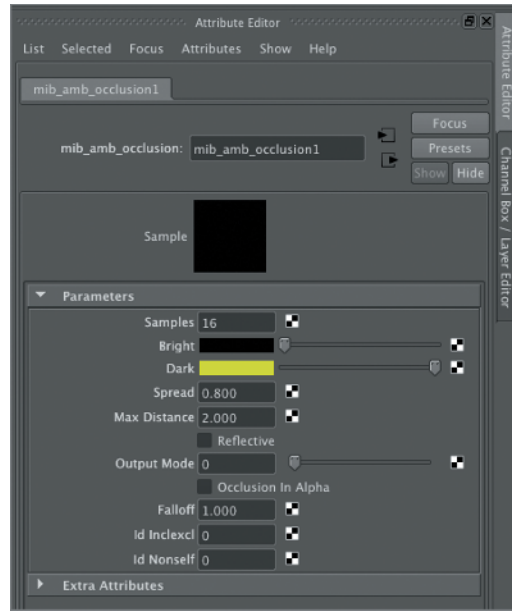 Attribute Editor
List Selected Focus Attributes Show Help
mib_amb_occlusion1
mib_amb_occlusion: mib_amb_occlusion1
Focus
Presets
Show Hide
Sample
Parameters
Samples 16
Bright
Dark
Spread 0.800
Max Distance 2.000
Reflective
Output Mode 0
Occlusion In Alpha
Falloff 1.000
Id Inclexcl 0
Id Nonself 0
Extra Attributes
Attribute Editor
Channel Box / Layer Editor